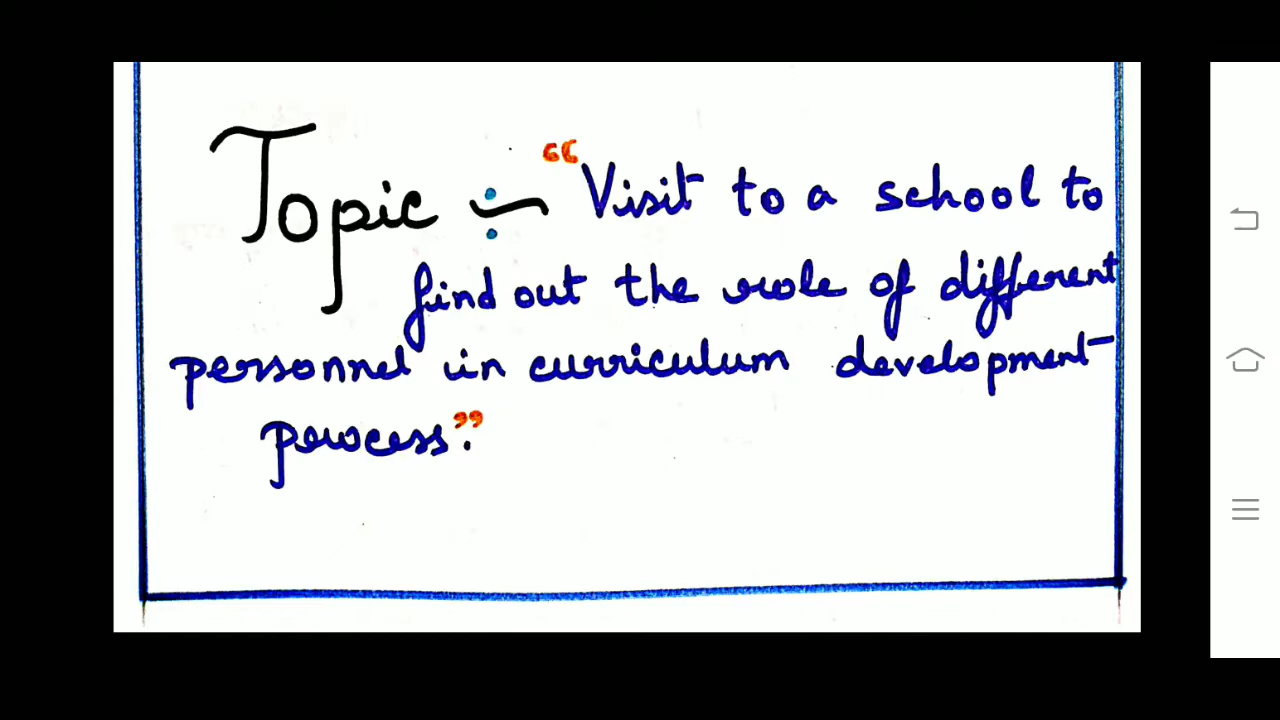 Topic ÷ “Visit to a school to
find out the role of different
personnel in curriculum development
process”.